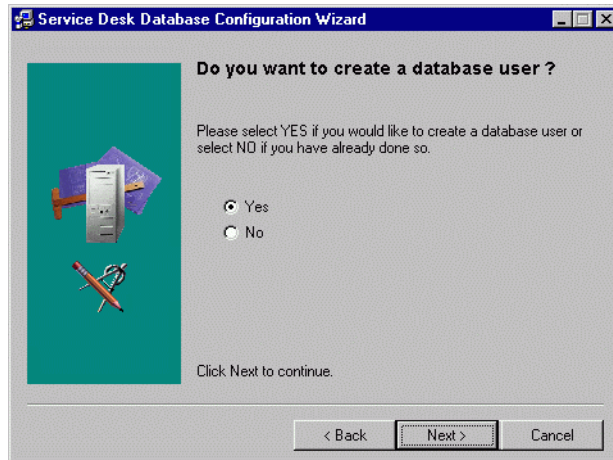 Service Desk Database Configuration Wizard
Do you want to create a database user ?
Please select YES if you would like to create a database user or
select NO if you have already done so.
Yes
No
Click Next to continue.
< Back
Next >
Cancel